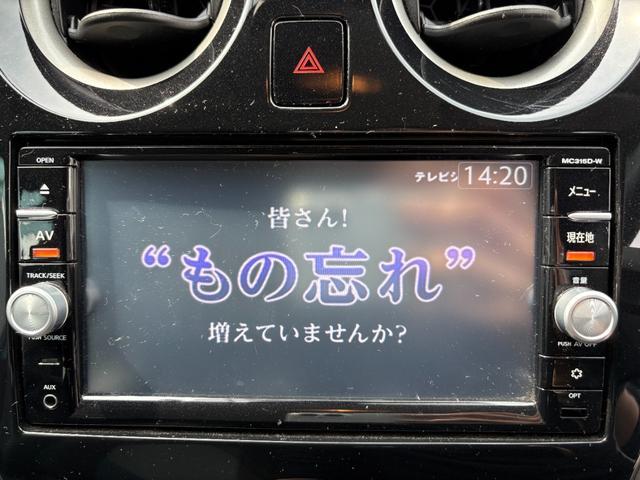 OPEN
MC315D-W
テレビジ 14:20
メニュー
AV
現在地
皆さん!
“もの忘れ”
増えていませんか?
TRACK/SEEK
音量
PUSH SOURCE
PUSH AV OFF
AUX
OPT